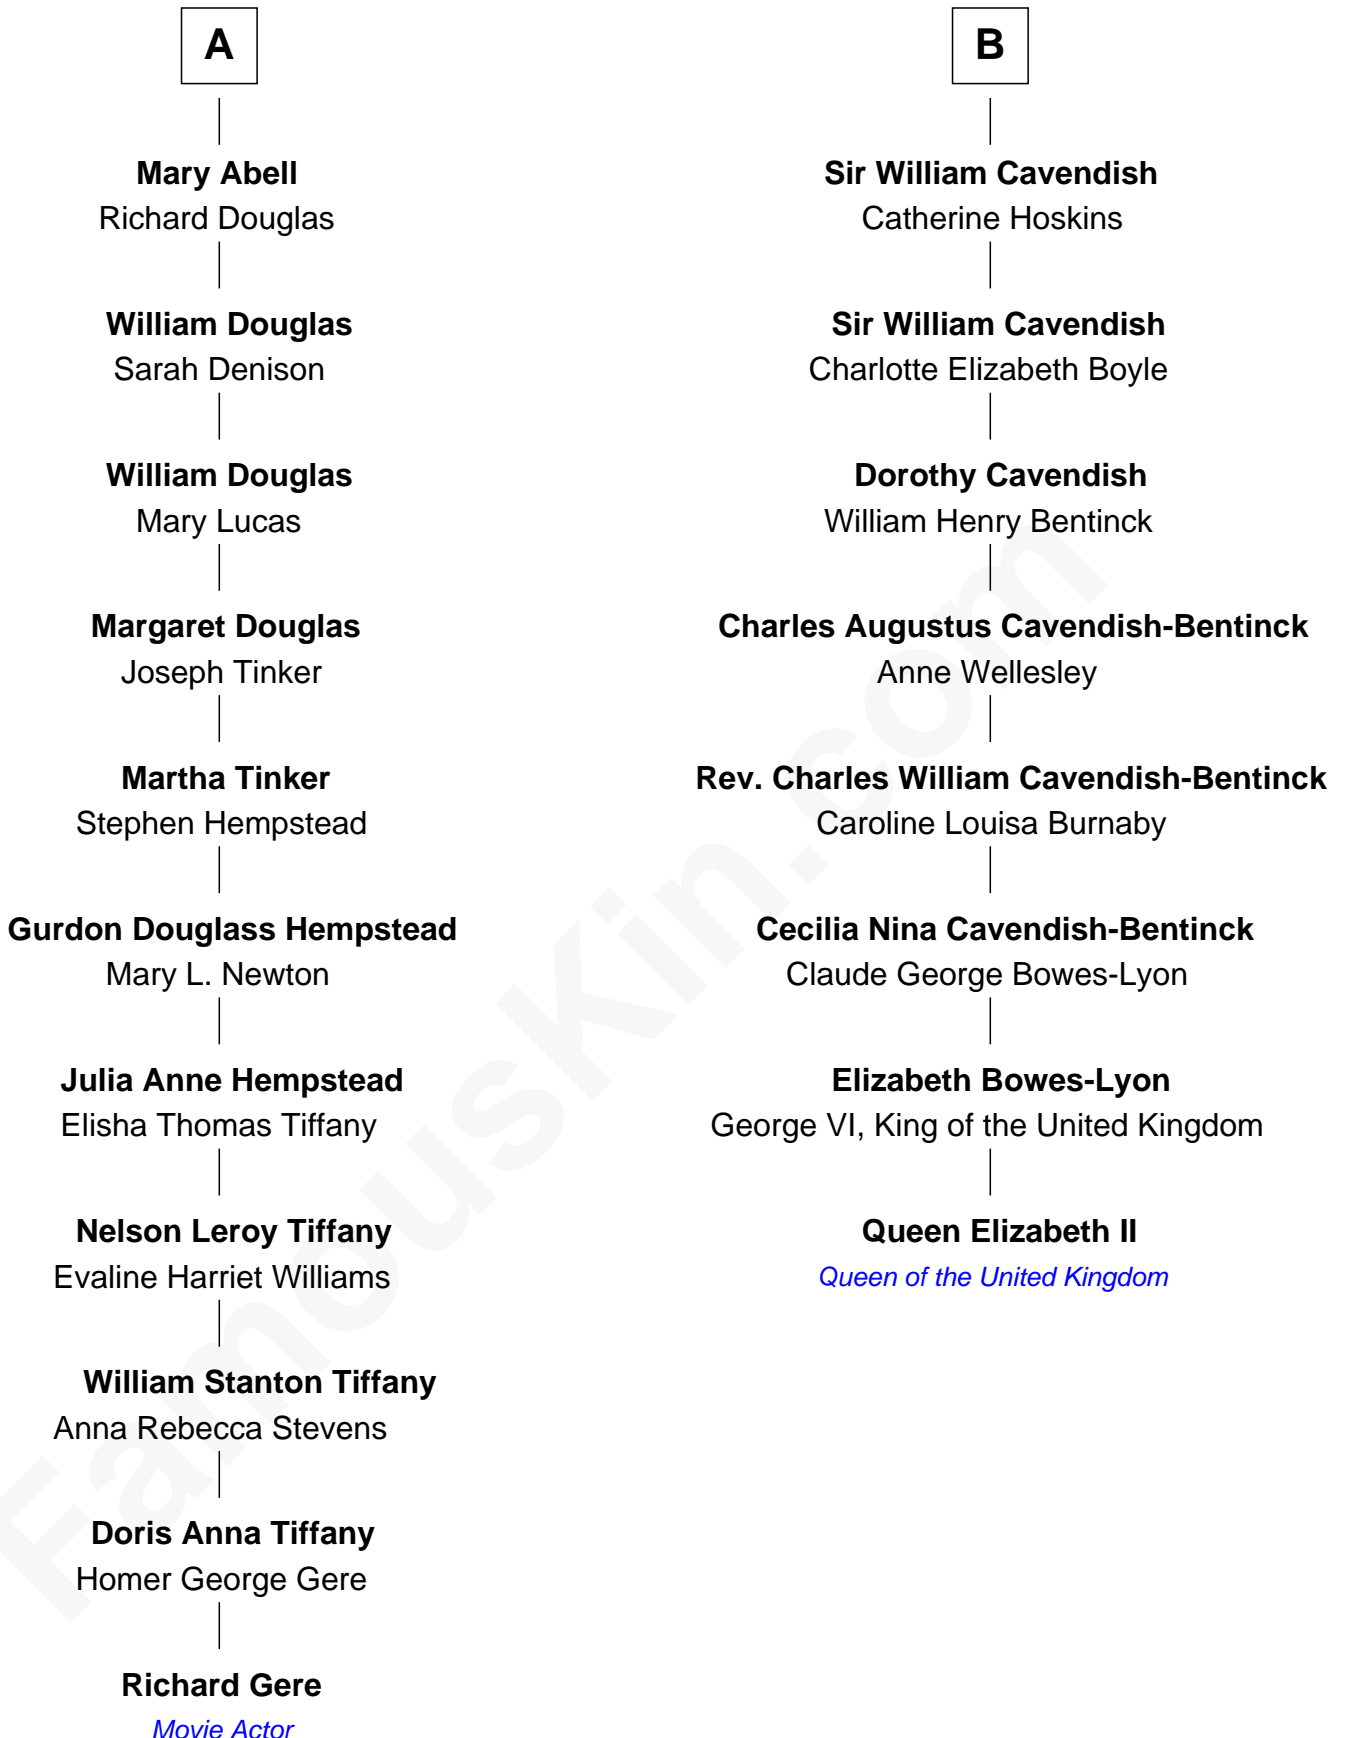 A
Mary Abell
Richard Douglas
William Douglas
Sarah Denison
William Douglas
Mary Lucas
Margaret Douglas
Joseph Tinker
Martha Tinker
Stephen Hempstead
Gurdon Douglass Hempstead
Mary L. Newton
Julia Anne Hempstead
Elisha Thomas Tiffany
Nelson Leroy Tiffany
Evaline Harriet Williams
William Stanton Tiffany
Anna Rebecca Stevens
Doris Anna Tiffany
Homer George Gere
Richard Gere
Movie Actor
B
Sir William Cavendish
Catherine Hoskins
Sir William Cavendish
Charlotte Elizabeth Boyle
Dorothy Cavendish
William Henry Bentinck
Charles Augustus Cavendish-Bentinck
Anne Wellesley
Rev. Charles William Cavendish-Bentinck
Caroline Louisa Burnaby
Cecilia Nina Cavendish-Bentinck
Claude George Bowes-Lyon
Elizabeth Bowes-Lyon
George VI, King of the United Kingdom
Queen Elizabeth II
Queen of the United Kingdom
FamousKin.com